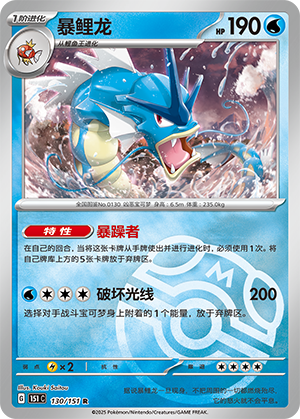 1阶进化
暴鲤龙
HP 190
从鲤鱼王进化
全国图鉴No.0130 凶恶宝可梦 身高：6.5m 体重：235.0kg
特性 暴躁者
在自己的回合，当将这张卡牌从手牌使出并进行进化时，必须使用1次。将
自己牌库上方的5张卡牌放于弃牌区。
破坏光线 200
选择对手战斗宝可梦身上附着的1个能量，放于弃牌区。
弱点 ×2 抵抗力 撤退
illus. Kouki Saitou
G 151 C 130/151 R
©2025 Pokémon/Nintendo/Creatures/GAME FREAK.